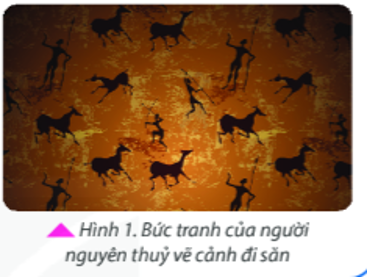 Hình 1. Bức tranh của người
nguyên thuỷ vẽ cảnh đi săn